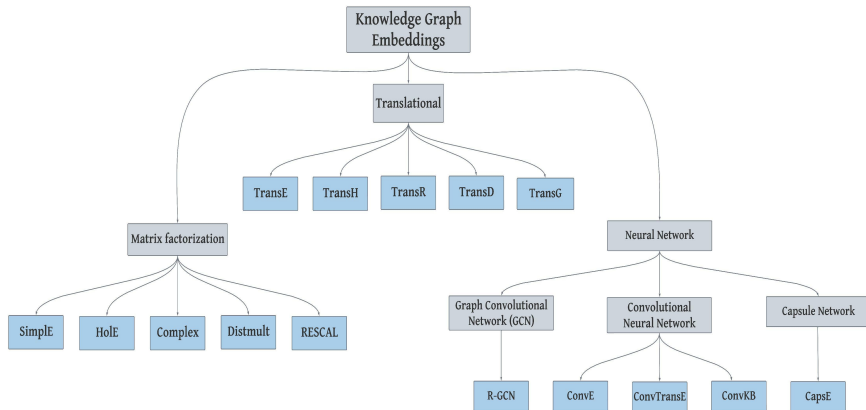 Knowledge Graph
Embeddings
Translational
TransE
TransH
TransR
TransD
TransG
Matrix factorization
Neural Network
SimplE
HolE
Complex
Distmult
RESCAL
Graph Convolutional
Network (GCN)
Convolutional
Neural Network
Capsule Network
R-GCN
ConvE
ConvTransE
ConvKB
CapsE